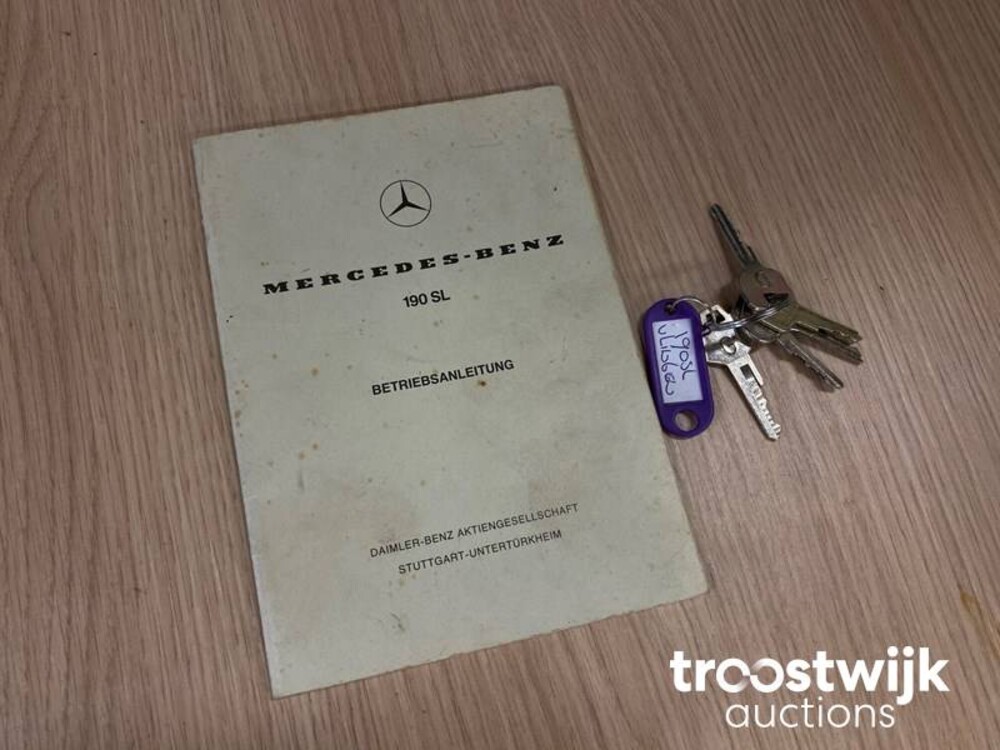 MERCEDES-BENZ
190 SL
BETRIEBSANLEITUNG
DAIMLER-BENZ AKTIENGESELLSCHAFT
STUTTGART-UNTERTÜRKHEIM
190SL
troostwijk
auctions